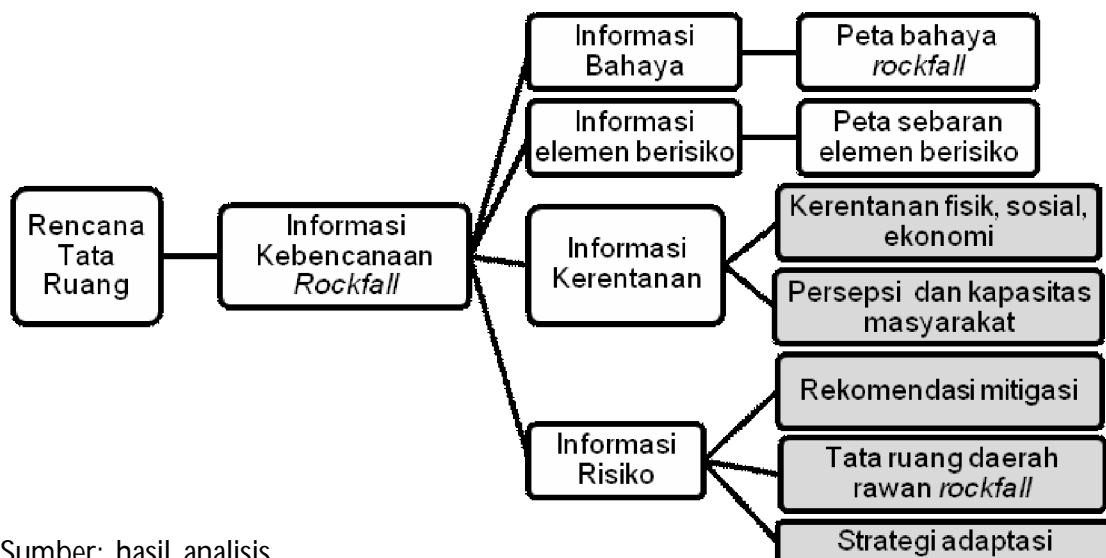 Rencana
Tata
Ruang
Informasi
Kebencanaan
Rockfall
Informasi
Bahaya
Peta bahaya
rockfall
Informasi
elemen berisiko
Peta sebaran
elemen berisiko
Informasi
Kerentanan
Kerentanan fisik, sosial,
ekonomi
Persepsi dan kapasitas
masyarakat
Informasi
Risiko
Rekomendasi mitigasi
Tata ruang daerah
rawan rockfall
Strategi adaptasi
Sumber: hasil analisis